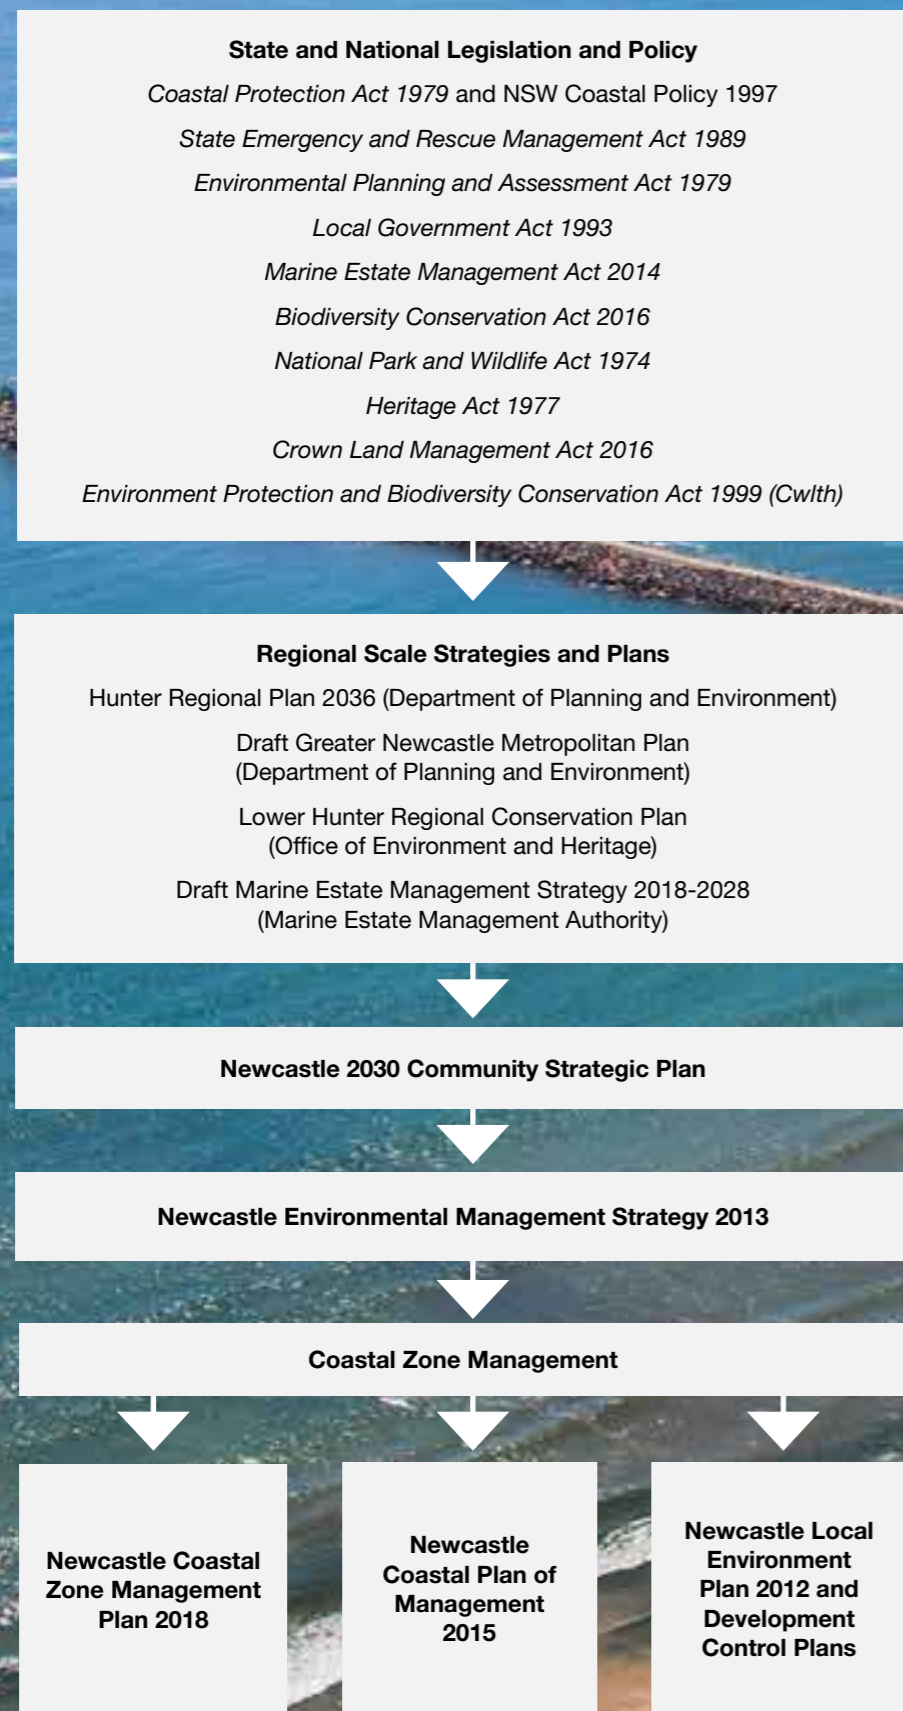 State and National Legislation and Policy
Coastal Protection Act 1979 and NSW Coastal Policy 1997
State Emergency and Rescue Management Act 1989
Environmental Planning and Assessment Act 1979
Local Government Act 1993
Marine Estate Management Act 2014
Biodiversity Conservation Act 2016
National Park and Wildlife Act 1974
Heritage Act 1977
Crown Land Management Act 2016
Environment Protection and Biodiversity Conservation Act 1999 (Cwlth)
Regional Scale Strategies and Plans
Hunter Regional Plan 2036 (Department of Planning and Environment)
Draft Greater Newcastle Metropolitan Plan
(Department of Planning and Environment)
Lower Hunter Regional Conservation Plan
(Office of Environment and Heritage)
Draft Marine Estate Management Strategy 2018-2028
(Marine Estate Management Authority)
Newcastle 2030 Community Strategic Plan
Newcastle Environmental Management Strategy 2013
Coastal Zone Management
Newcastle Coastal
Zone Management
Plan 2018
Newcastle
Coastal Plan of
Management
2015
Newcastle Local
Environment
Plan 2012 and
Development
Control Plans